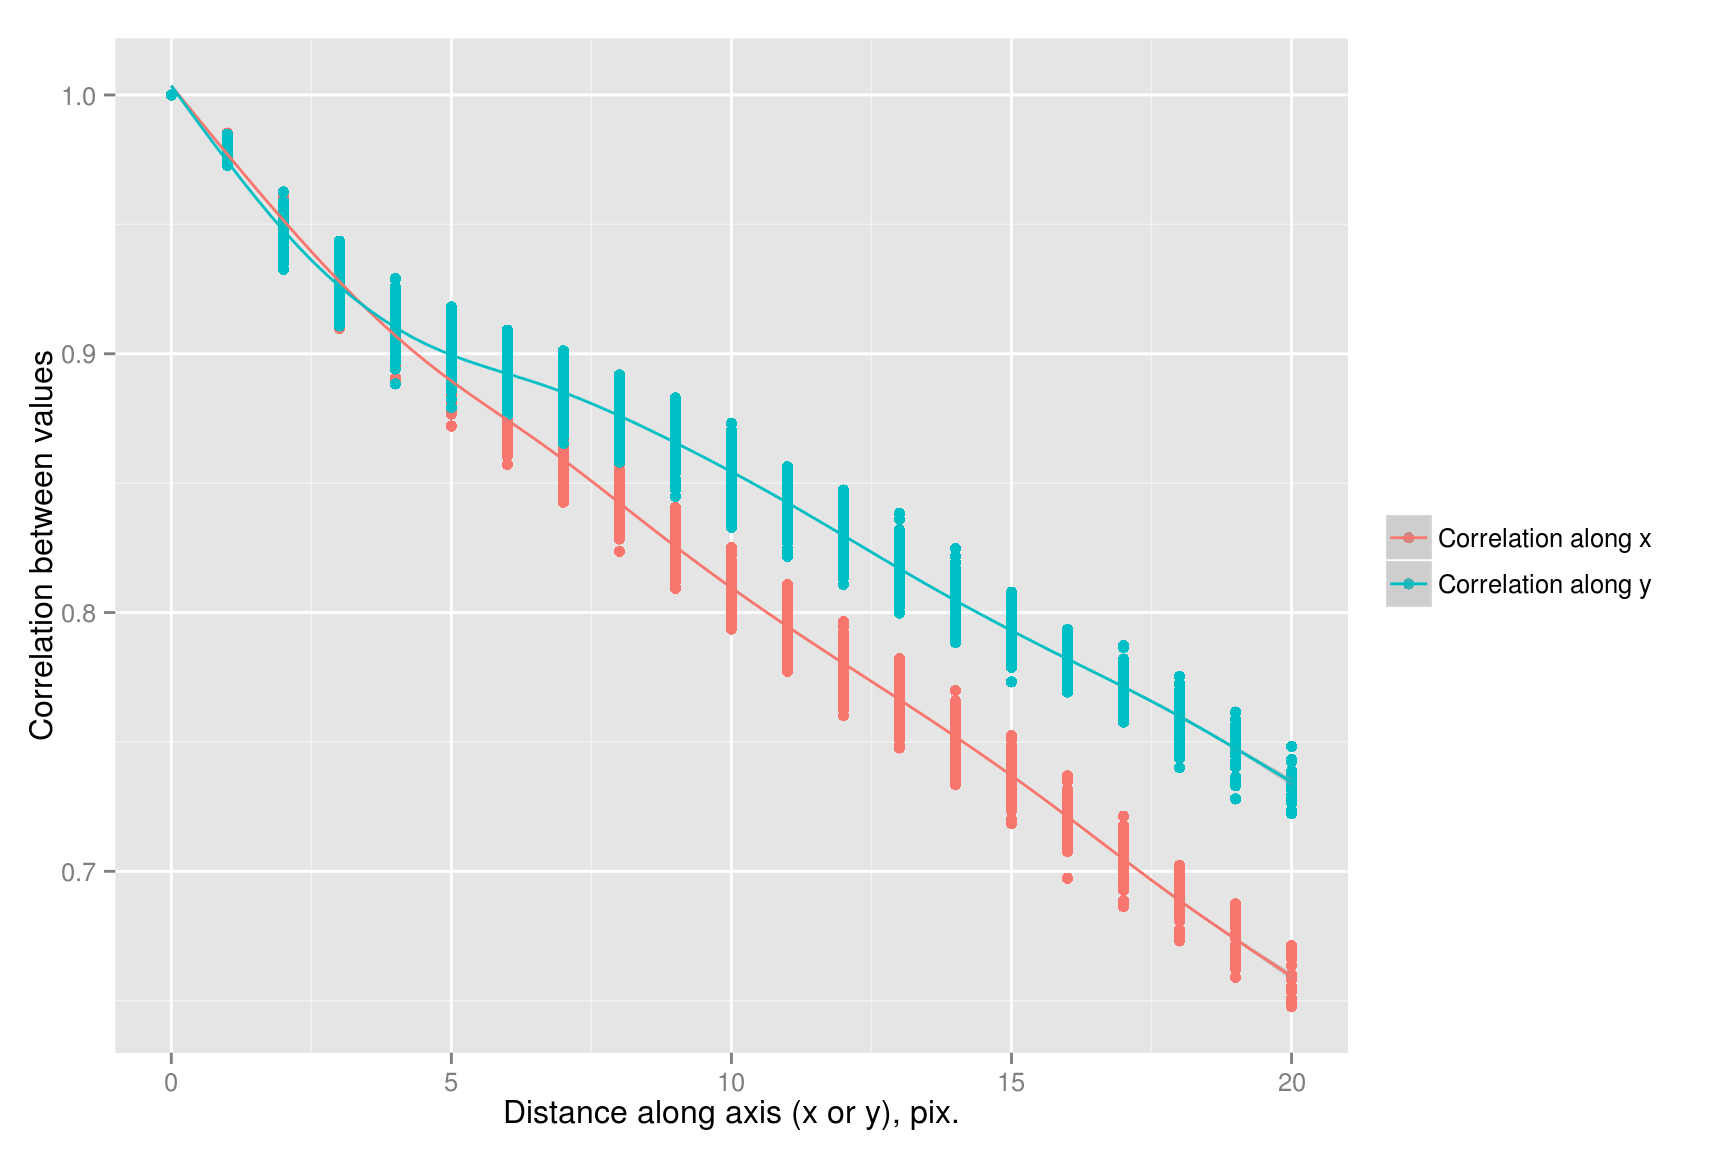 1.0
0.9
0.8
0.7
Correlation between values
0 5 10 15 20
Distance along axis (x or y), pix.
Correlation along x
Correlation along y